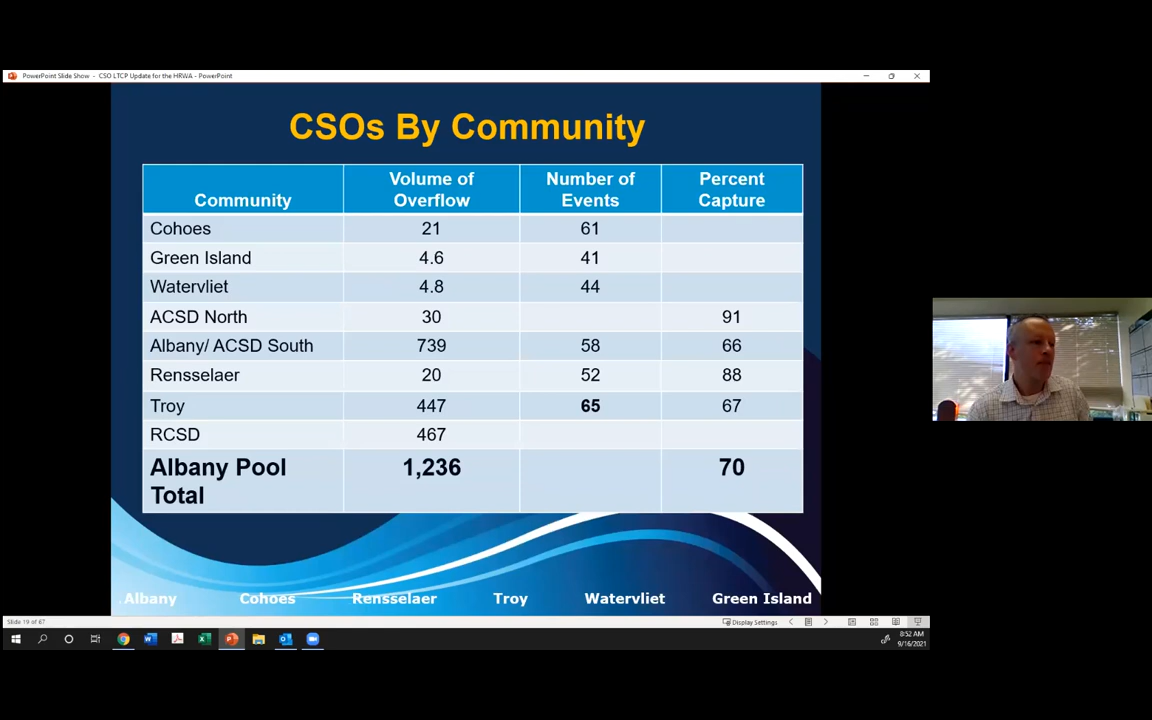 PowerPoint Slide Show - CSO LTCP Update for the HRWA - PowerPoint
CSOs By Community
Community Volume of Overflow Number of Events Percent Capture
Cohoes 21 61
Green Island 4.6 41
Watervliet 4.8 44
ACSD North 30 91
Albany/ ACSD South 739 58 66
Rensselaer 20 52 88
Troy 447 65 67
RCSD 467
Albany Pool Total 1,236 70
Albany Cohoes Rensselaer Troy Watervliet Green Island
Slide 19 of 67 Display Settings
8:52 AM
9/16/2021